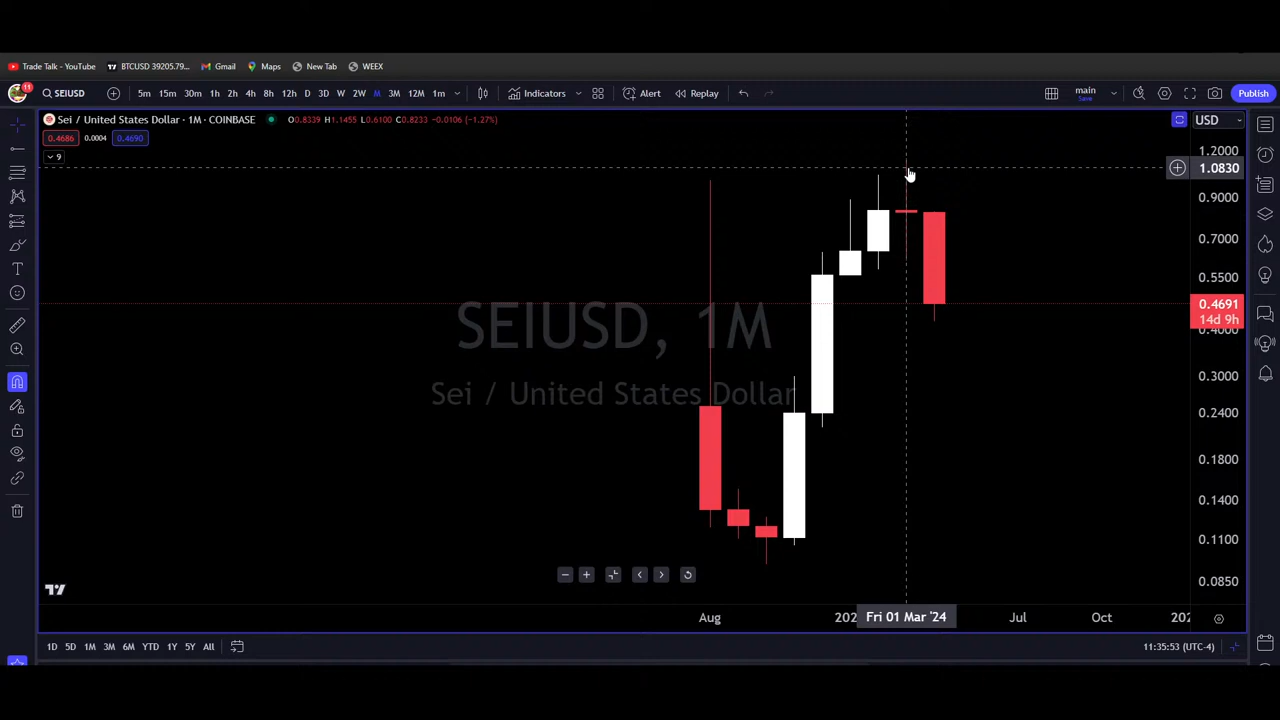 Trade Talk - YouTube BTCUSD 39205.79... Gmail Maps New Tab WEEX
11 SEIUSD 5m 15m 30m 1h 2h 4h 8h 12h D 3D W 2W M 3M 12M 1m Indicators Alert Replay main Save Publish
Sei / United States Dollar · 1M · COINBASE O0.8339 H1.1455 L0.6100 C0.8233 −0.0106 (−1.27%) USD
0.4686 0.0004 0.4690
9
1.2000
1.0830
0.9000
0.7000
0.5500
0.4691
14d 9h
0.4000
0.3000
0.2400
0.1800
0.1400
0.1100
0.0850
SEIUSD, 1M
Sei / United States Dollar
Aug 202 Fri 01 Mar '24 Jul Oct 202
1D 5D 1M 3M 6M YTD 1Y 5Y All 11:35:53 (UTC-4)